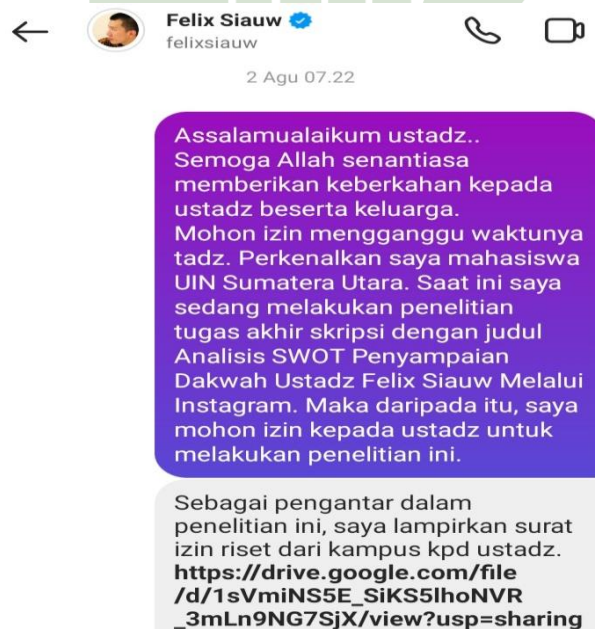 Felix Siauw
felixsiauw
2 Agu 07.22
Assalamualaikum ustadz..
Semoga Allah senantiasa
memberikan keberkahan kepada
ustadz beserta keluarga.
Mohon izin mengganggu waktunya
tadz. Perkenalkan saya mahasiswa
UIN Sumatera Utara. Saat ini saya
sedang melakukan penelitian
tugas akhir skripsi dengan judul
Analisis SWOT Penyampaian
Dakwah Ustadz Felix Siauw Melalui
Instagram. Maka daripada itu, saya
mohon izin kepada ustadz untuk
melakukan penelitian ini.
Sebagai pengantar dalam
penelitian ini, saya lampirkan surat
izin riset dari kampus kpd ustadz.
https://drive.google.com/file
/d/1sVmiNS5E_SiKS5lhoNVR
_3mLn9NG7SjX/view?usp=sharing